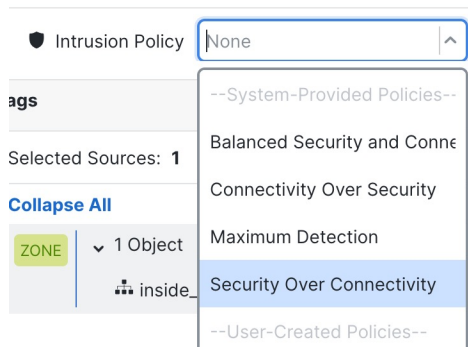 Intrusion Policy None
--System-Provided Policies--
ags
Balanced Security and Conne
Selected Sources: 1
Connectivity Over Security
Collapse All
Maximum Detection
ZONE 1 Object
Security Over Connectivity
inside_
--User-Created Policies--